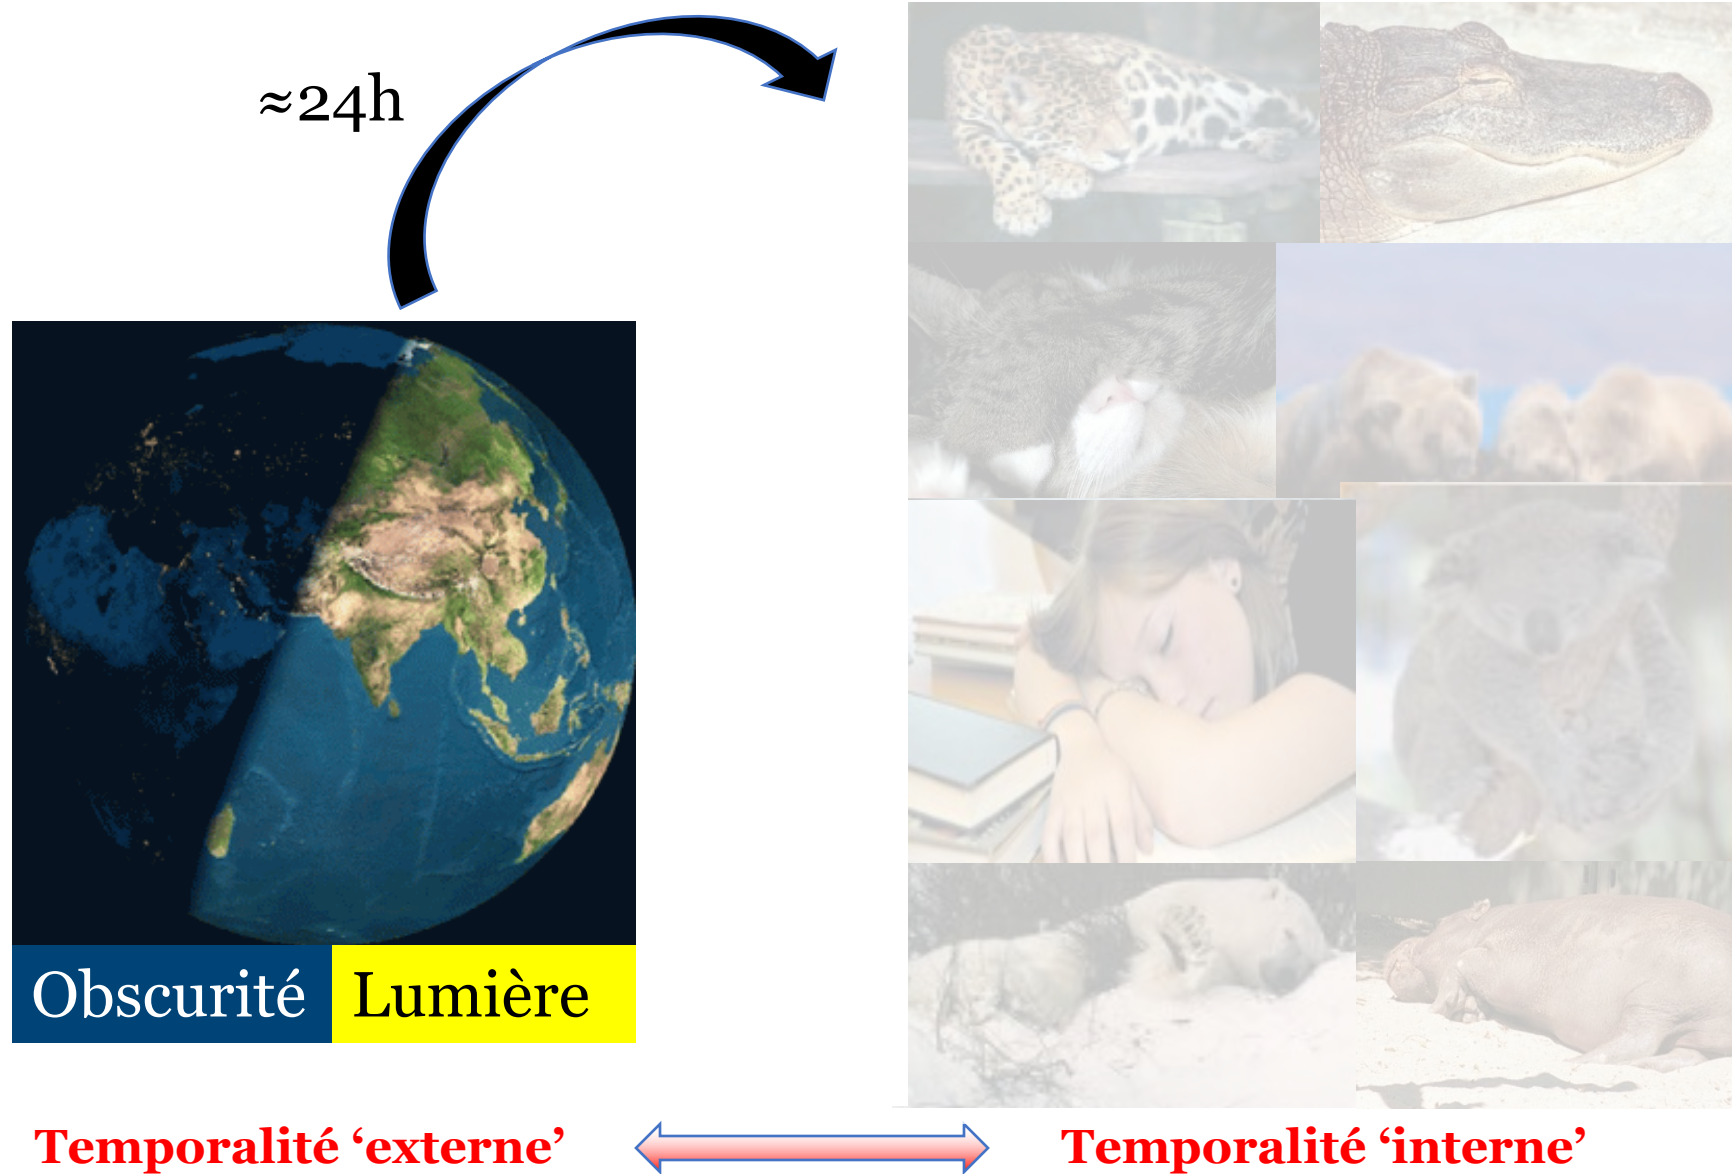 ≈24h
Obscurité
Lumière
Temporalité ‘externe’
Temporalité ‘interne’